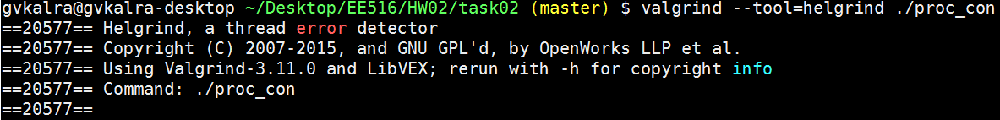 gvkalra@gvkalra-desktop ~/Desktop/EE516/HW02/task02 (master) $ valgrind --tool=helgrind ./proc_con
==20577== Helgrind, a thread error detector
==20577== Copyright (C) 2007-2015, and GNU GPL'd, by OpenWorks LLP et al.
==20577== Using Valgrind-3.11.0 and LibVEX; rerun with -h for copyright info
==20577== Command: ./proc_con
==20577==